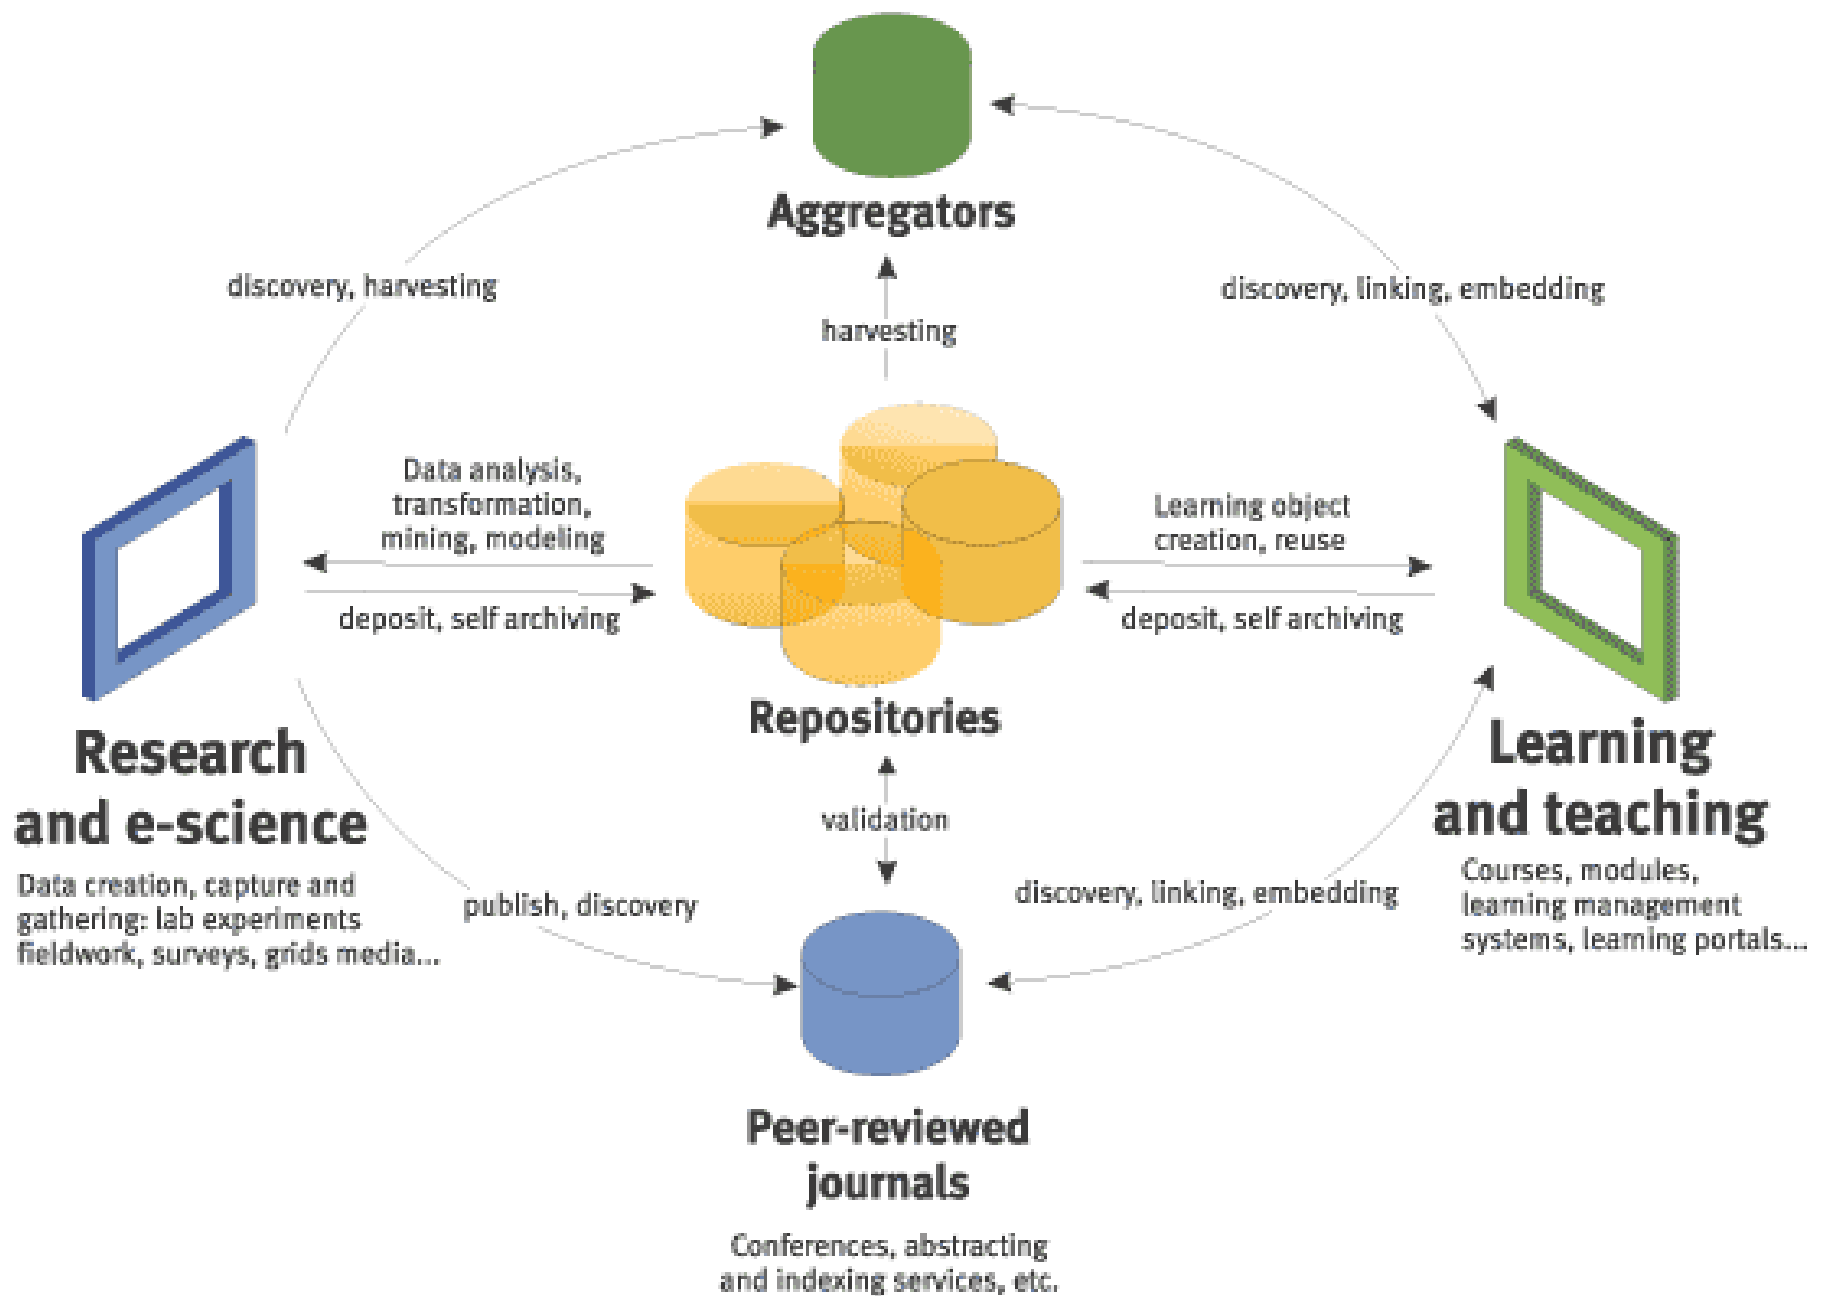 Aggregators
discovery, harvesting
discovery, linking, embedding
harvesting
Data analysis,
transformation,
mining, modeling
Learning object
creation, reuse
deposit, self archiving
deposit, self archiving
Repositories
Research
and e-science
Data creation, capture and
gathering: lab experiments
fieldwork, surveys, grids media...
Learning
and teaching
Courses, modules,
learning management
systems, learning portals...
validation
publish, discovery
discovery, linking, embedding
Peer-reviewed
journals
Conferences, abstracting
and indexing services, etc.